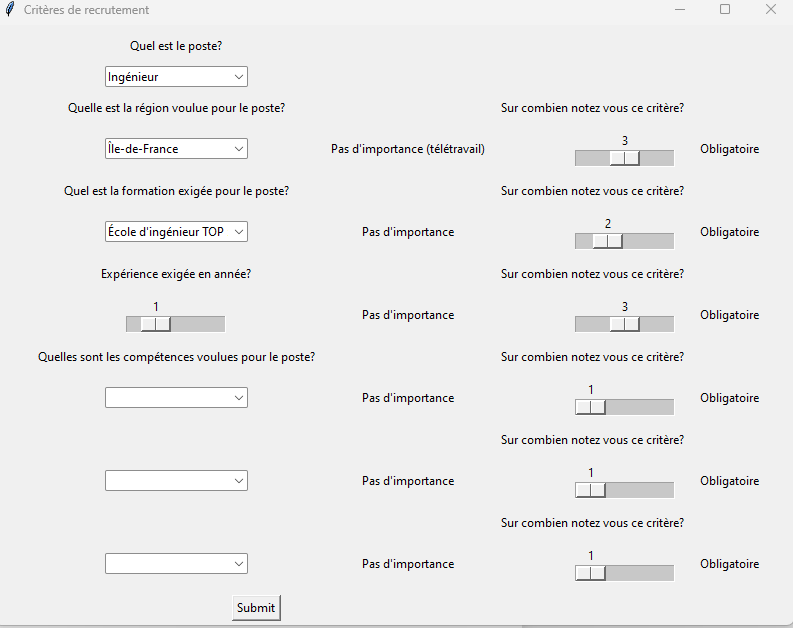 Critères de recrutement
Quel est le poste?
Ingénieur
Quelle est la région voulue pour le poste? Sur combien notez vous ce critère?
3
Île-de-France Pas d'importance (télétravail) Obligatoire
Quel est la formation exigée pour le poste? Sur combien notez vous ce critère?
2
École d'ingénieur TOP Pas d'importance Obligatoire
Expérience exigée en année? Sur combien notez vous ce critère?
1 3
Pas d'importance Obligatoire
Quelles sont les compétences voulues pour le poste? Sur combien notez vous ce critère?
1
Pas d'importance Obligatoire
Sur combien notez vous ce critère?
1
Pas d'importance Obligatoire
Sur combien notez vous ce critère?
1
Pas d'importance Obligatoire
Submit